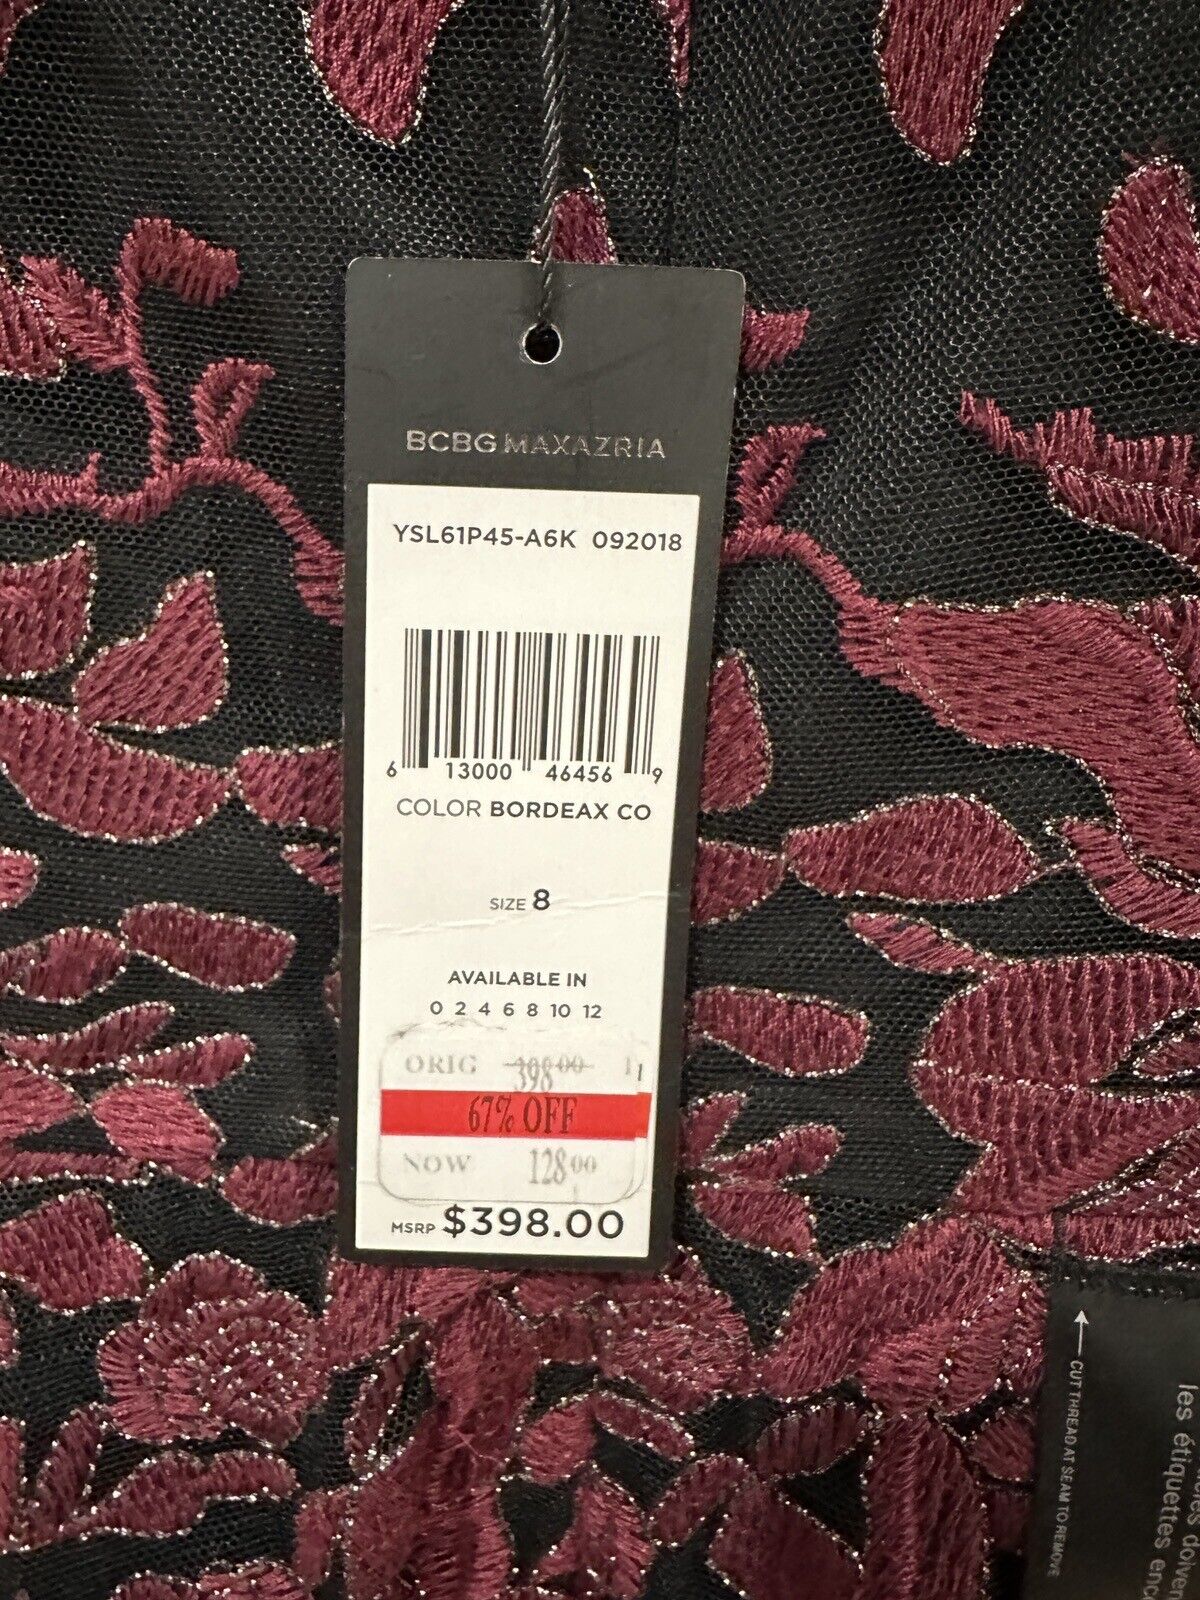 BCBGMAXAZRIA
YSL61P45-A6K 092018
6 13000 46456 9
COLOR BORDEAX CO
SIZE 8
AVAILABLE IN
0 2 4 6 8 10 12
ORIG
398
67% OFF
NOW 128.00
MSRP $398.00
CUT THREAD AT SEAM TO REMOVE
les étiquettes